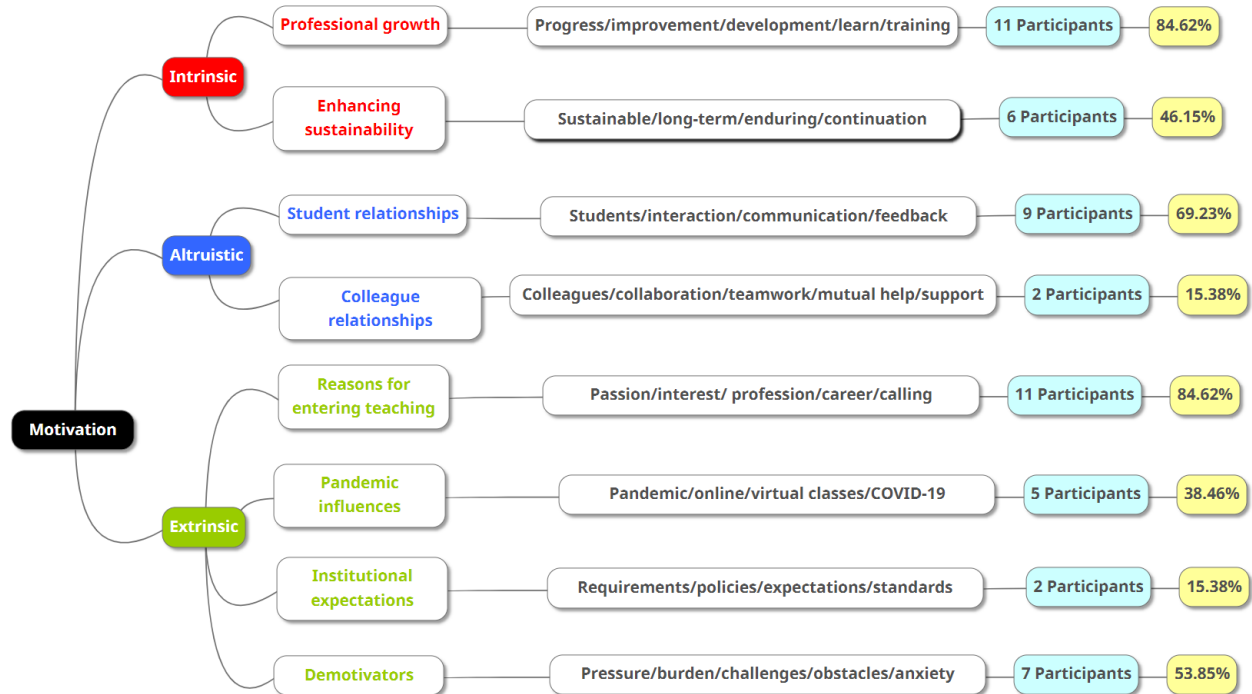 Professional growth
Progress/improvement/development/learn/training
11 Participants
84.62%
Intrinsic
Enhancing
sustainability
Sustainable/long-term/enduring/continuation
6 Participants
46.15%
Student relationships
Students/interaction/communication/feedback
9 Participants
69.23%
Altruistic
Colleague
relationships
Colleagues/collaboration/teamwork/mutual help/support
2 Participants
15.38%
Motivation
Reasons for
entering teaching
Passion/interest/ profession/career/calling
11 Participants
84.62%
Pandemic
influences
Pandemic/online/virtual classes/COVID-19
5 Participants
38.46%
Extrinsic
Institutional
expectations
Requirements/policies/expectations/standards
2 Participants
15.38%
Demotivators
Pressure/burden/challenges/obstacles/anxiety
7 Participants
53.85%